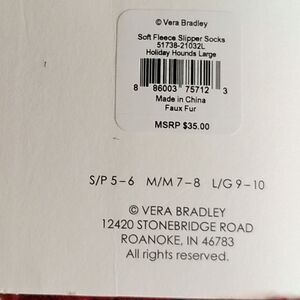 © Vera Bradley
Soft Fleece Slipper Socks
51738-21032L
Holiday Hounds Large
8 86003 75712 3
Made in China
Faux Fur
MSRP $35.00
S/P 5–6 M/M 7–8 L/G 9–10
© VERA BRADLEY
12420 STONEBRIDGE ROAD
ROANOKE, IN 46783
All rights reserved.